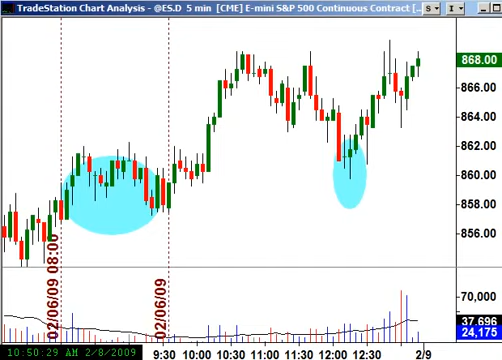 TradeStation Chart Analysis - @ES.D 5 min [CME] E-mini S&P 500 Continuous Contract [...
S
I
868.00
866.00
864.00
862.00
860.00
858.00
856.00
70,000
37,696
24,175
02/06/09 08:00
02/06/09
10:50:29 AM 2/8/2009
9:30 10:00 10:30 11:00 11:30 12:00 12:30 2/